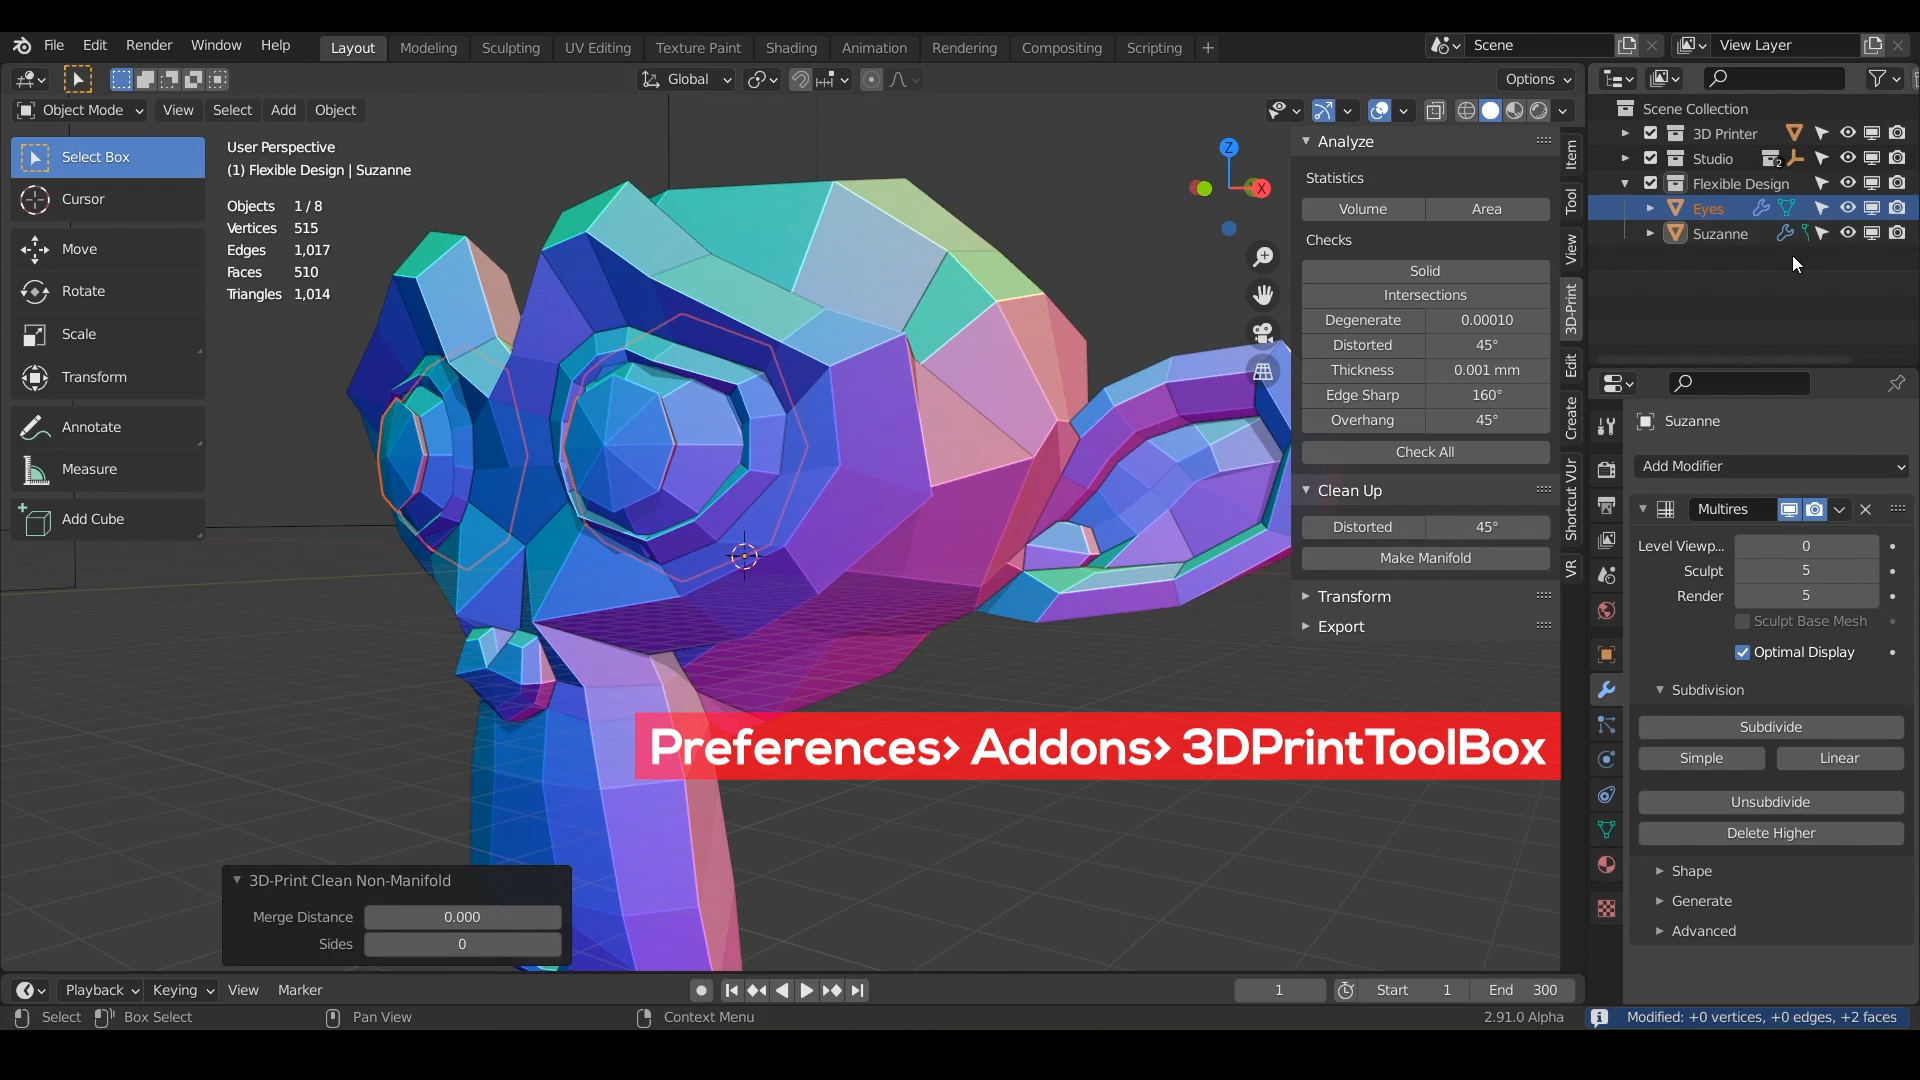 File Edit Render Window Help Layout Modeling Sculpting UV Editing Texture Paint Shading Animation Rendering Compositing Scripting + Scene View Layer
Global Options
Object Mode View Select Add Object
Scene Collection
3D Printer
Studio 2
Flexible Design
Eyes
Suzanne
Select Box
Cursor
Move
Rotate
Scale
Transform
Annotate
Measure
Add Cube
User Perspective
(1) Flexible Design | Suzanne
Objects 1 / 8
Vertices 515
Edges 1,017
Faces 510
Triangles 1,014
Z
X
Analyze
Statistics
Volume Area
Checks
Solid
Intersections
Degenerate 0.00010
Distorted 45°
Thickness 0.001 mm
Edge Sharp 160°
Overhang 45°
Check All
Clean Up
Distorted 45°
Make Manifold
Transform
Export
Item
Tool
View
3D-Print
Edit
Create
Shortcut VUr
VR
Suzanne
Add Modifier
Multires
Level Viewp... 0
Sculpt 5
Render 5
Sculpt Base Mesh
Optimal Display
Subdivision
Subdivide
Simple Linear
Unsubdivide
Delete Higher
Shape
Generate
Advanced
Preferences> Addons> 3DPrintToolBox
3D-Print Clean Non-Manifold
Merge Distance 0.000
Sides 0
Playback Keying View Marker 1 Start 1 End 300
Select Box Select Pan View Context Menu 2.91.0 Alpha Modified: +0 vertices, +0 edges, +2 faces